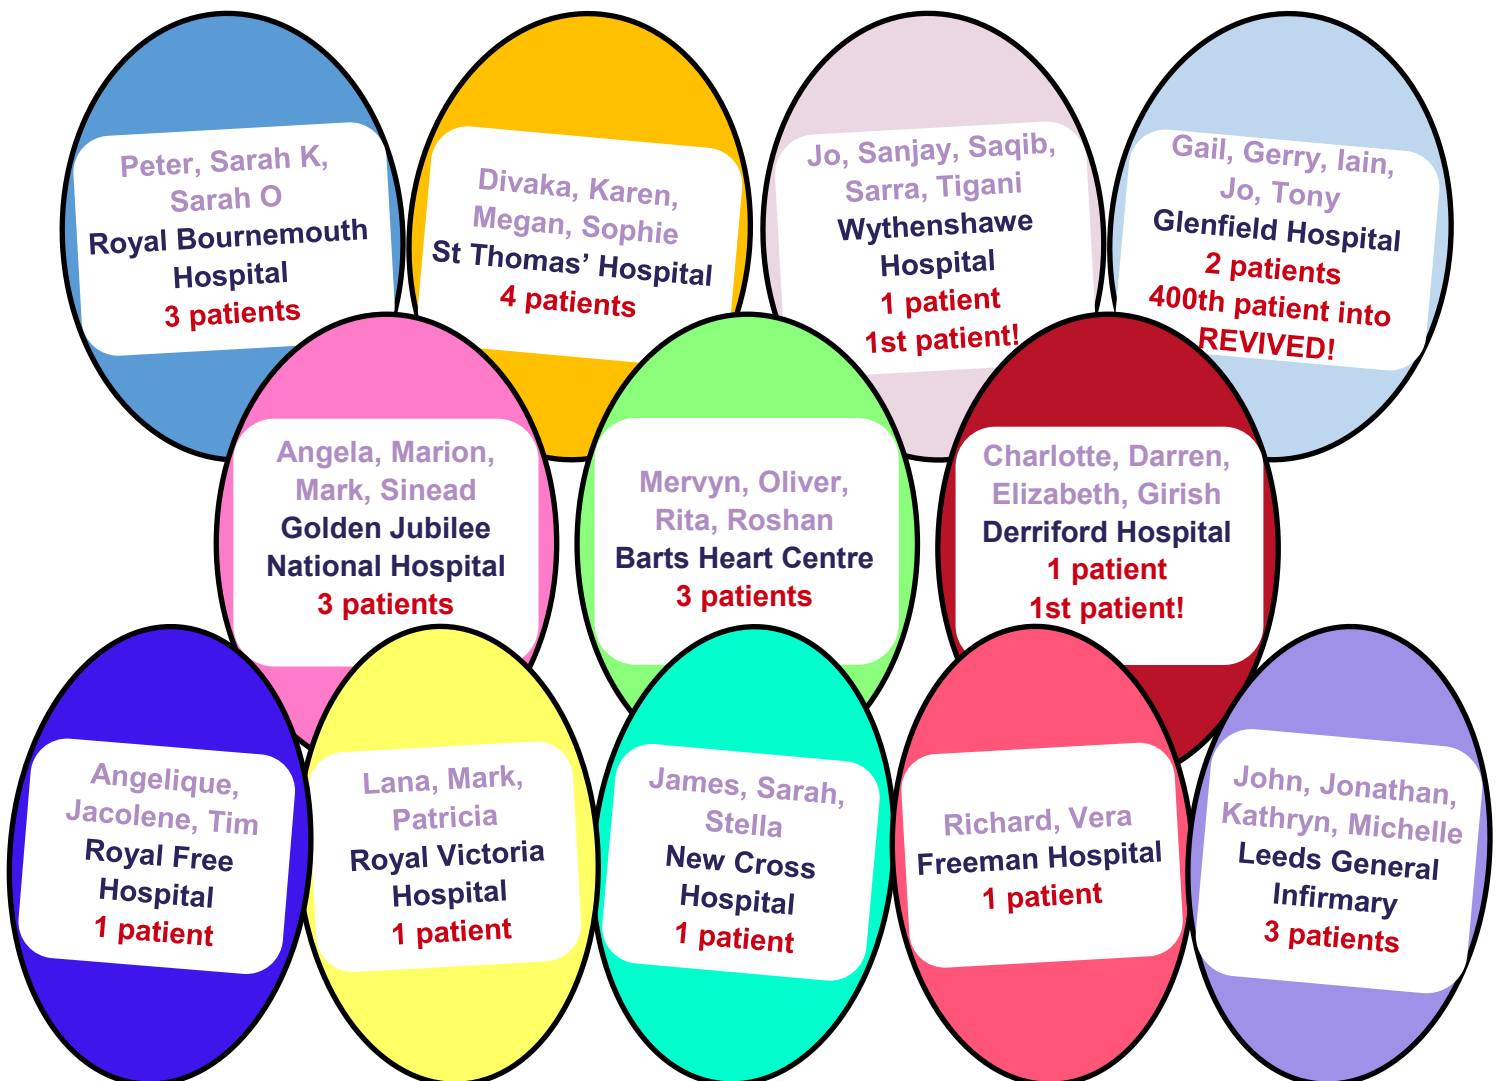 Peter, Sarah K,
Sarah O
Royal Bournemouth
Hospital
3 patients
Divaka, Karen,
Megan, Sophie
St Thomas’ Hospital
4 patients
Jo, Sanjay, Saqib,
Sarra, Tigani
Wythenshawe
Hospital
1 patient
1st patient!
Gail, Gerry, Iain,
Jo, Tony
Glenfield Hospital
2 patients
400th patient into
REVIVED!
Angela, Marion,
Mark, Sinead
Golden Jubilee
National Hospital
3 patients
Mervyn, Oliver,
Rita, Roshan
Barts Heart Centre
3 patients
Charlotte, Darren,
Elizabeth, Girish
Derriford Hospital
1 patient
1st patient!
Angelique,
Jacolene, Tim
Royal Free
Hospital
1 patient
Lana, Mark,
Patricia
Royal Victoria
Hospital
1 patient
James, Sarah,
Stella
New Cross
Hospital
1 patient
Richard, Vera
Freeman Hospital
1 patient
John, Jonathan,
Kathryn, Michelle
Leeds General
Infirmary
3 patients